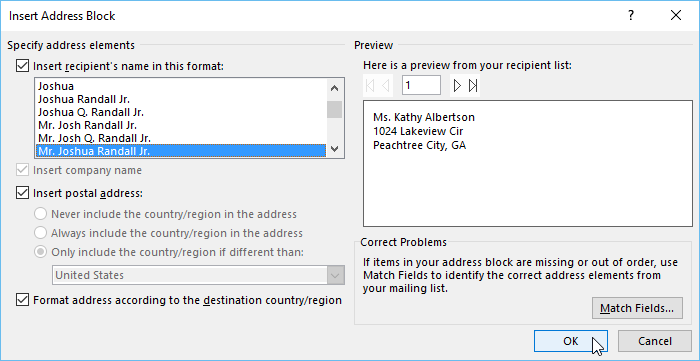 Insert Address Block
?
Specify address elements
Insert recipient's name in this format:
Joshua
Joshua Randall Jr.
Joshua Q. Randall Jr.
Mr. Josh Randall Jr.
Mr. Josh Q. Randall Jr.
Mr. Joshua Randall Jr.
Insert company name
Insert postal address:
Never include the country/region in the address
Always include the country/region in the address
Only include the country/region if different than:
United States
Format address according to the destination country/region
Preview
Here is a preview from your recipient list:
1
Ms. Kathy Albertson
1024 Lakeview Cir
Peachtree City, GA
Correct Problems
If items in your address block are missing or out of order, use
Match Fields to identify the correct address elements from
your mailing list.
Match Fields...
OK
Cancel